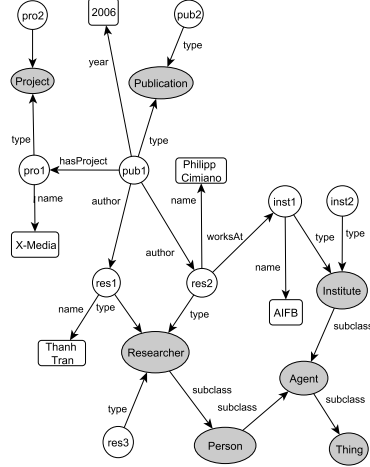 pro2
2006
pub2
type
year
Project
Publication
type
type
hasProject
pro1
pub1
name
Philipp
Cimiano
author
name
inst1
inst2
X-Media
author
worksAt
type
type
res1
res2
name
Institute
name
type
type
AIFB
Thanh
Tran
Researcher
subclass
Agent
subclass
subclass
subclass
type
res3
Person
Thing